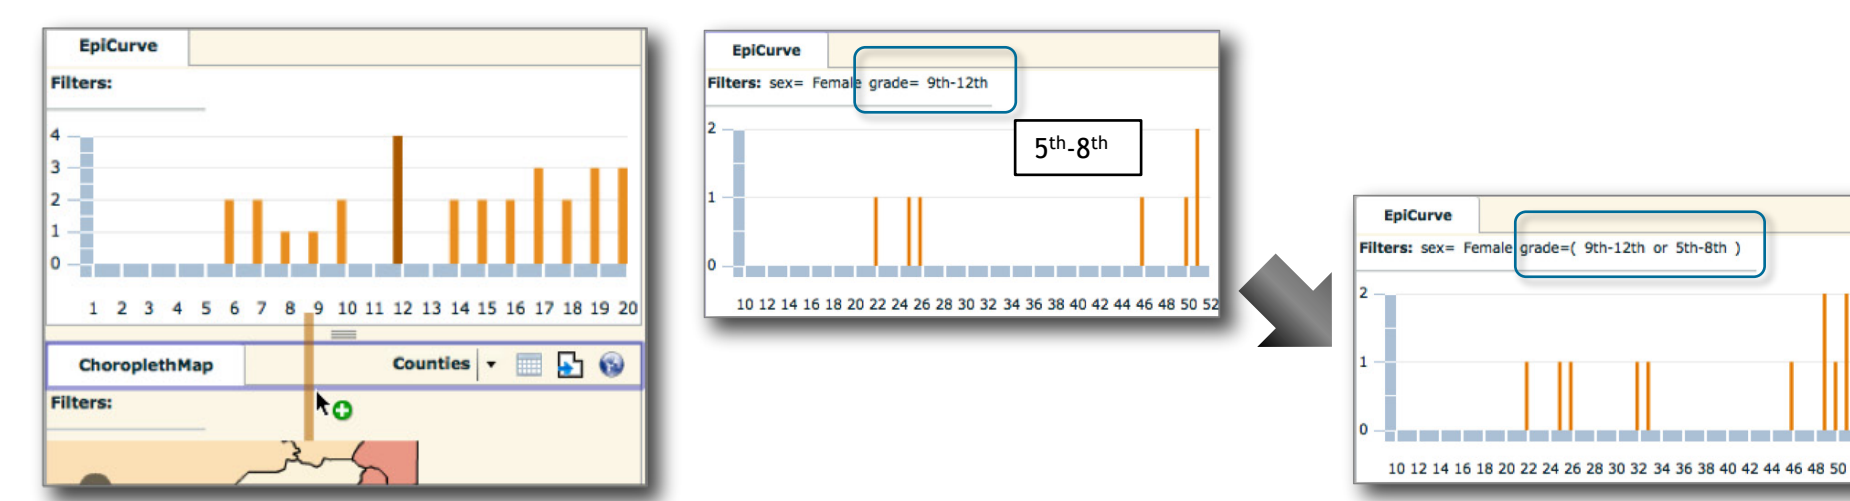 EpiCurve
Filters:
4
3
2
1
0
1 2 3 4 5 6 7 8 9 10 11 12 13 14 15 16 17 18 19 20
ChoroplethMap Counties
Filters:
EpiCurve
Filters: sex= Female grade= 9th-12th
2
5th-8th
1
0
10 12 14 16 18 20 22 24 26 28 30 32 34 36 38 40 42 44 46 48 50 52
EpiCurve
Filters: sex= Female grade=( 9th-12th or 5th-8th )
2
1
0
10 12 14 16 18 20 22 24 26 28 30 32 34 36 38 40 42 44 46 48 50